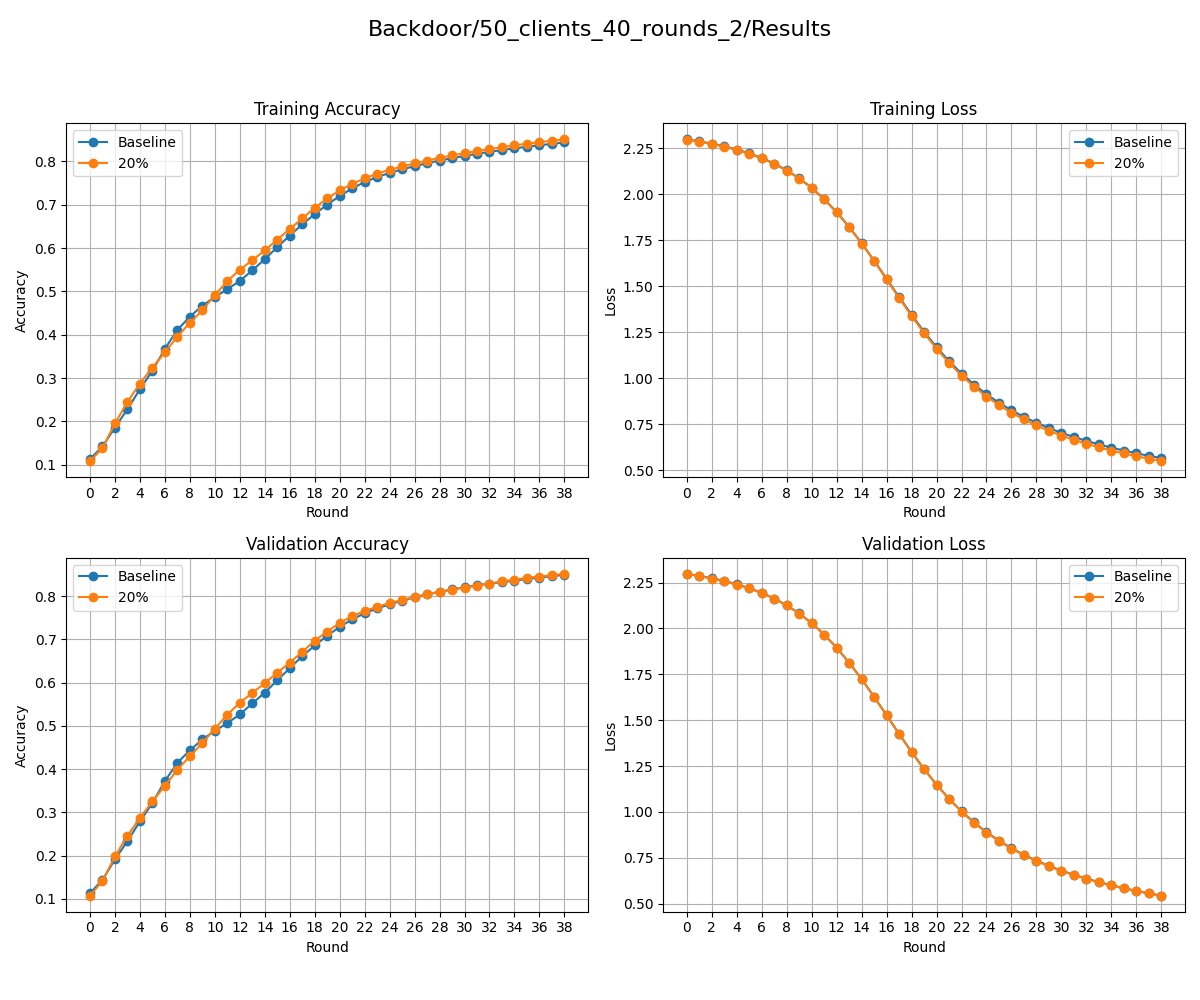 Backdoor/50_clients_40_rounds_2/Results
Training Accuracy
Baseline
20%
0.8
0.7
0.6
0.5
0.4
0.3
0.2
0.1
Accuracy
0 2 4 6 8 10 12 14 16 18 20 22 24 26 28 30 32 34 36 38
Round
Training Loss
Baseline
20%
2.25
2.00
1.75
1.50
1.25
1.00
0.75
0.50
Loss
0 2 4 6 8 10 12 14 16 18 20 22 24 26 28 30 32 34 36 38
Round
Validation Accuracy
Baseline
20%
0.8
0.7
0.6
0.5
0.4
0.3
0.2
0.1
Accuracy
0 2 4 6 8 10 12 14 16 18 20 22 24 26 28 30 32 34 36 38
Round
Validation Loss
Baseline
20%
2.25
2.00
1.75
1.50
1.25
1.00
0.75
0.50
Loss
0 2 4 6 8 10 12 14 16 18 20 22 24 26 28 30 32 34 36 38
Round